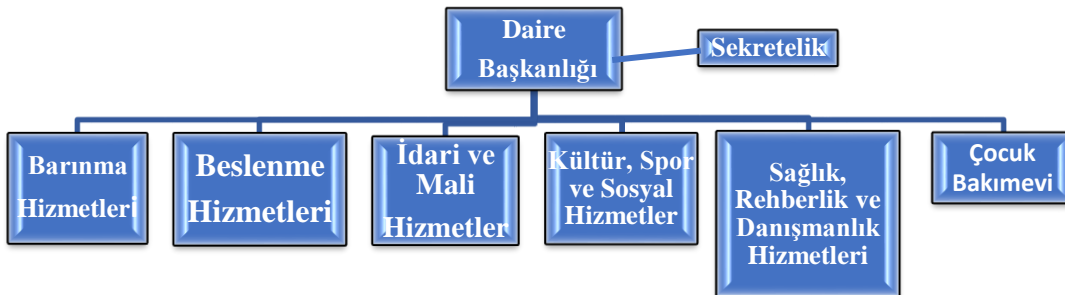 Daire
Başkanlığı
Sekretelik
Barınma
Hizmetleri
Beslenme
Hizmetleri
İdari ve
Mali
Hizmetler
Kültür, Spor
ve Sosyal
Hizmetler
Sağlık,
Rehberlik ve
Danışmanlık
Hizmetleri
Çocuk
Bakımevi